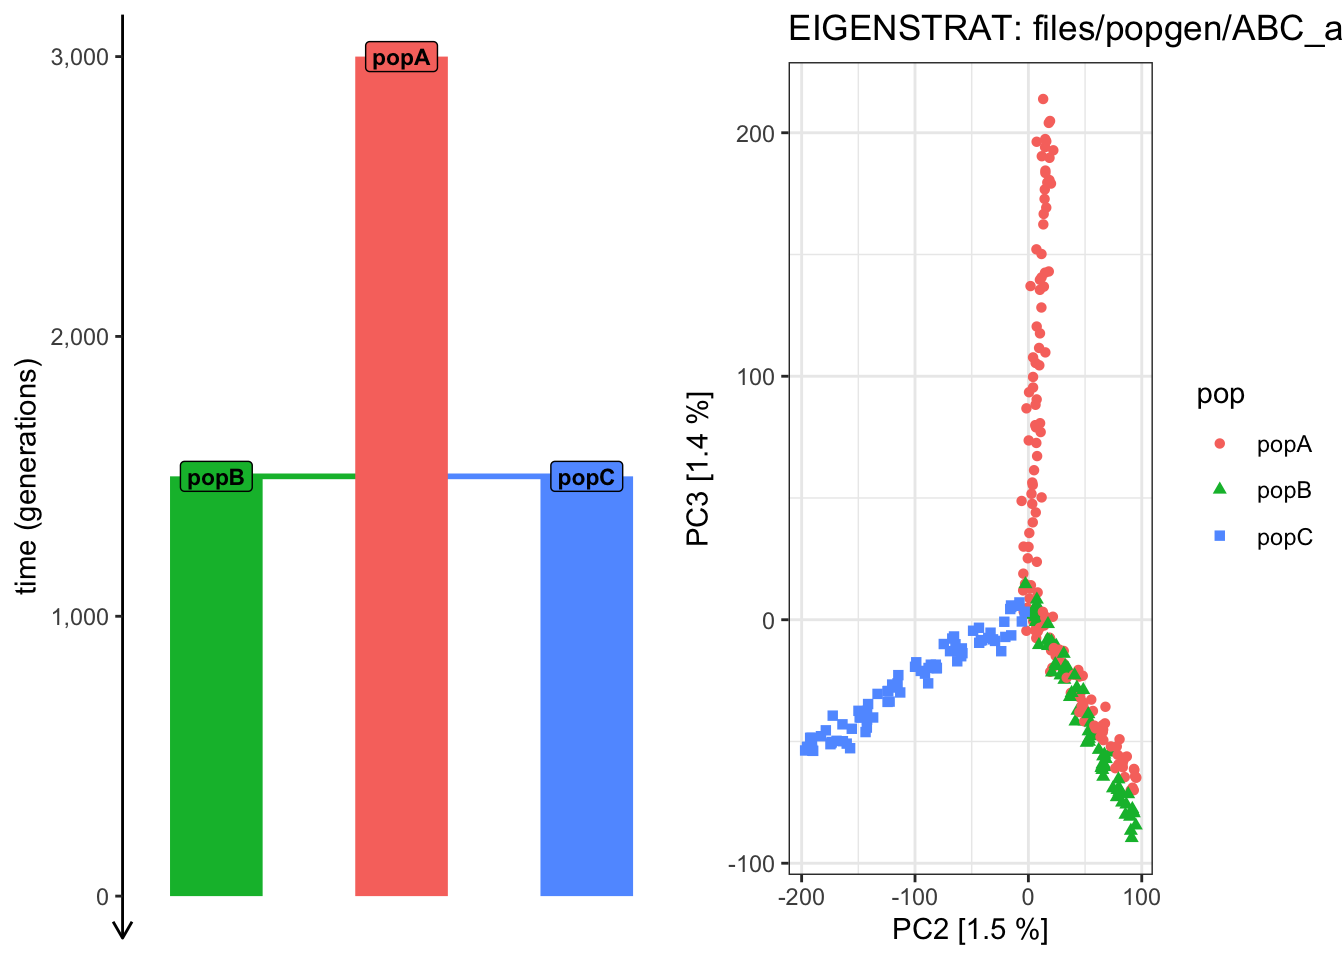 EIGENSTRAT: files/popgen/ABC_a
time (generations)
3,000
2,000
1,000
0
popA
popB
popC
PC3 [1.4 %]
200
100
0
-100
-200
-100
0
100
PC2 [1.5 %]
pop
popA
popB
popC